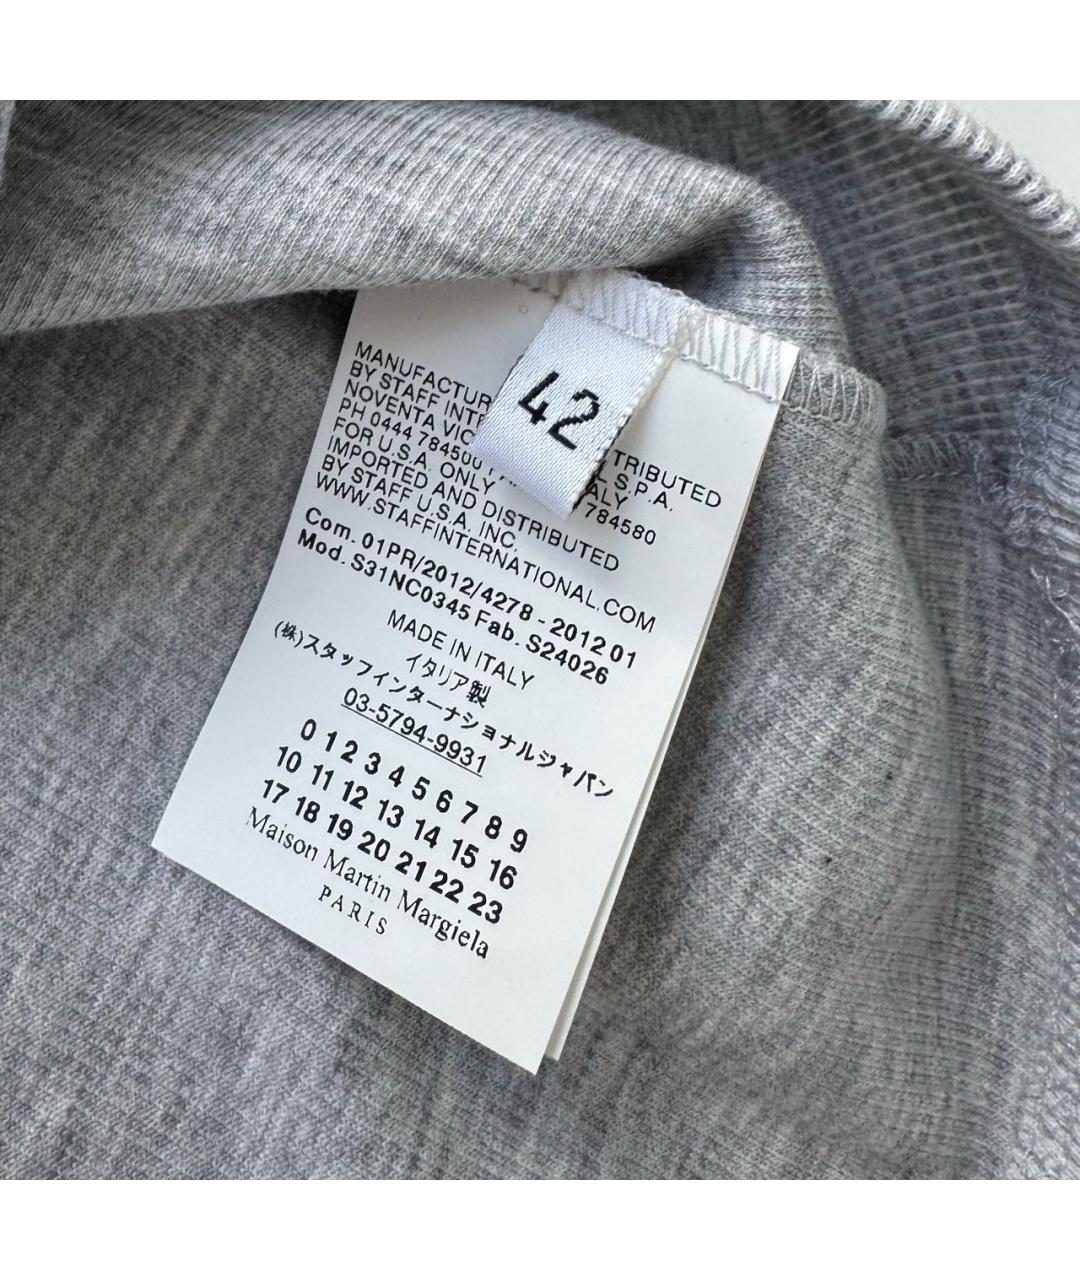 42
MANUFACTUR TRIBUTED
BY STAFF INTE L S.P.A.
NOVENTA VIC ALY
PH 0444 784500 784580
FOR U.S.A. ONLY
IMPORTED AND DISTRIBUTED
BY STAFF U.S.A. INC.
WWW.STAFFINTERNATIONAL.COM
Com. 01PR/2012/4278 - 2012 01
Mod. S31NC0345 Fab. S24026
MADE IN ITALY
イタリア製
(株)スタッフインターナショナルジャパン
03-5794-9931
0 1 2 3 4 5 6 7 8 9
10 11 12 13 14 15 16
17 18 19 20 21 22 23
Maison Martin Margiela
PARIS